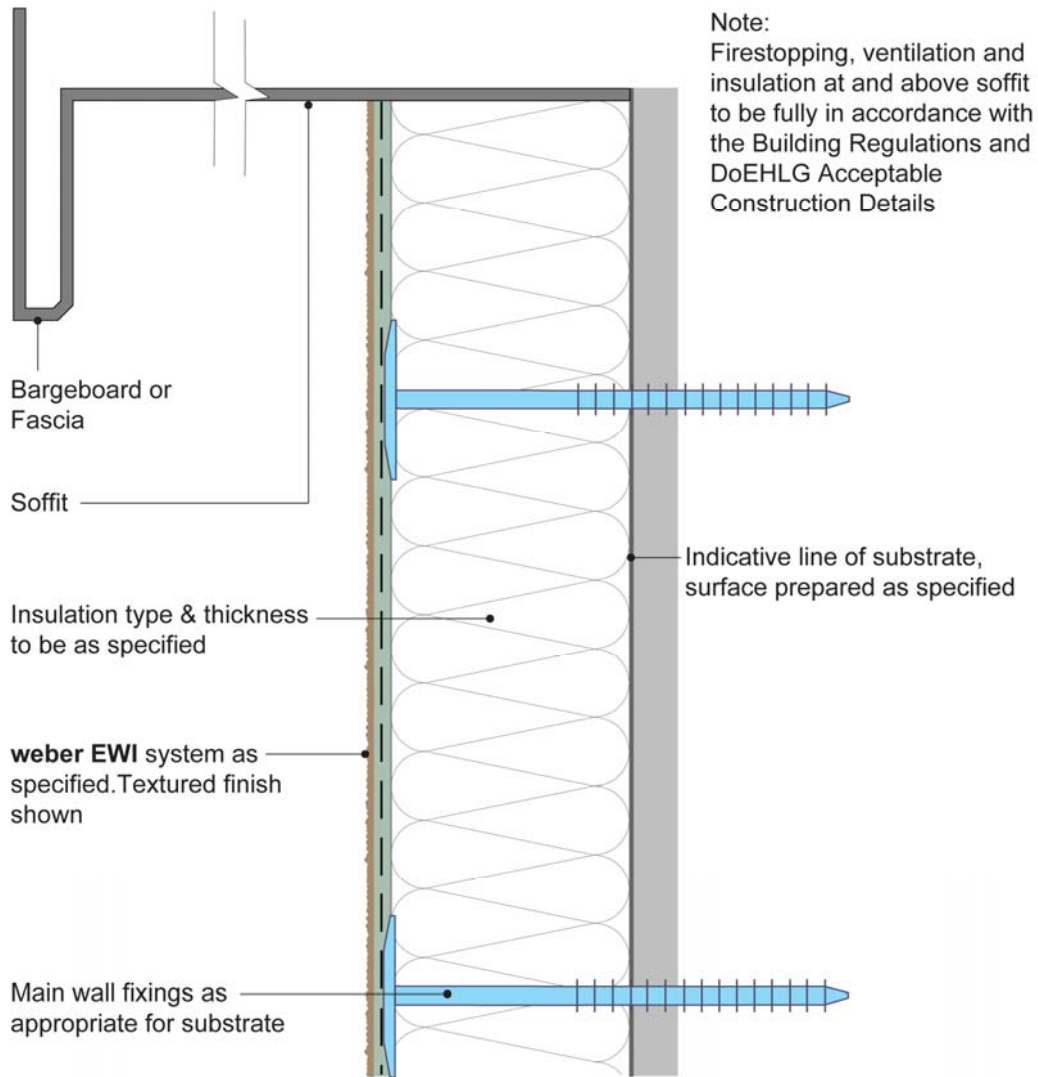 Note:
Firestopping, ventilation and
insulation at and above soffit
to be fully in accordance with
the Building Regulations and
DoEHLG Acceptable
Construction Details
Bargeboard or
Fascia
Soffit
Indicative line of substrate,
surface prepared as specified
Insulation type & thickness
to be as specified
weber EWI system as
specified.Textured finish
shown
Main wall fixings as
appropriate for substrate